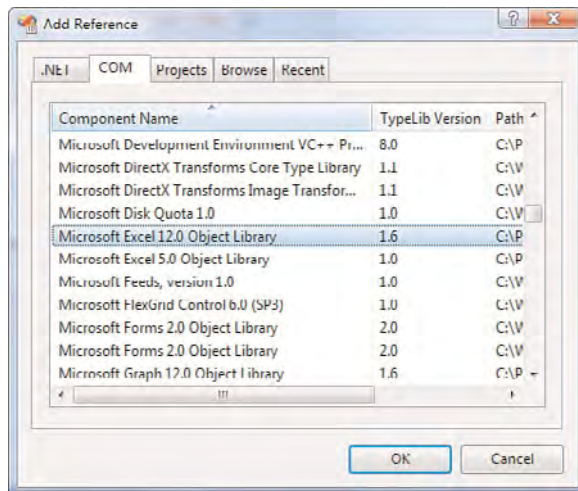 Add Reference
.NET COM Projects Browse Recent
Component Name TypeLib Version Path
Microsoft Development Environment VC++ Pr... 8.0 C:\P
Microsoft DirectX Transforms Core Type Library 1.1 C:\W
Microsoft DirectX Transforms Image Transfor... 1.1 C:\W
Microsoft Disk Quota 1.0 1.0 C:\W
Microsoft Excel 12.0 Object Library 1.6 C:\P
Microsoft Excel 5.0 Object Library 1.0 C:\P
Microsoft Feeds, version 1.0 1.0 C:\W
Microsoft FlexGrid Control 6.0 (SP3) 1.0 C:\W
Microsoft Forms 2.0 Object Library 2.0 C:\W
Microsoft Forms 2.0 Object Library 2.0 C:\W
Microsoft Graph 12.0 Object Library 1.6 C:\P
OK Cancel